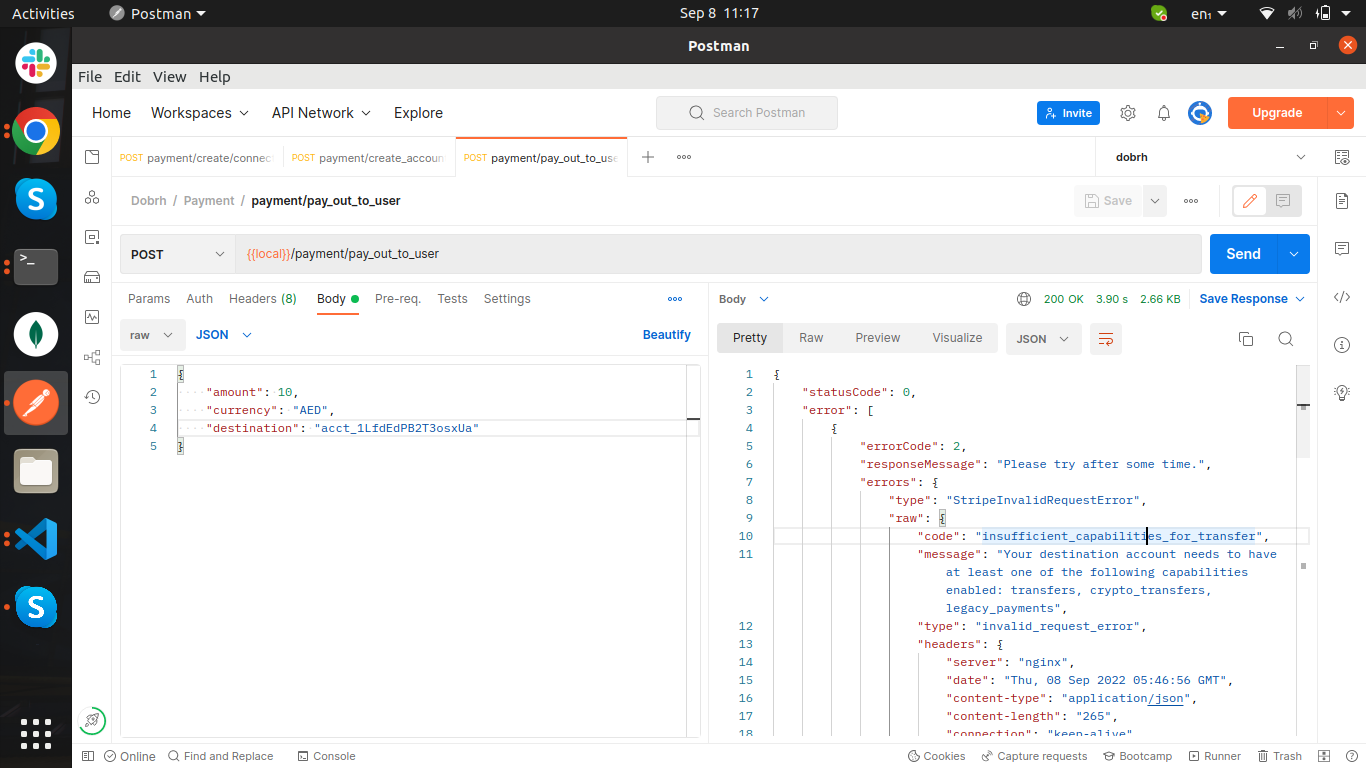 Activities
Postman
Sep 8 11:17
en₁
Postman
File Edit View Help
Home Workspaces API Network Explore
Search Postman
Invite
Upgrade
POST payment/create/connec
POST payment/create_accoun
POST payment/pay_out_to_use
dobrh
Dobrh / Payment / payment/pay_out_to_user
Save
POST
{{local}}/payment/pay_out_to_user
Send
Params Auth Headers (8) Body Pre-req. Tests Settings
raw JSON
Beautify
1 {
2 "amount": 10,
3 "currency": "AED",
4 "destination": "acct_1LfdEdPB2T3osxUa"
5 }
Body
200 OK 3.90 s 2.66 KB Save Response
Pretty Raw Preview Visualize JSON
1 {
2 "statusCode": 0,
3 "error": [
4 {
5 "errorCode": 2,
6 "responseMessage": "Please try after some time.",
7 "errors": {
8 "type": "StripeInvalidRequestError",
9 "raw": {
10 "code": "insufficient_capabilities_for_transfer",
11 "message": "Your destination account needs to have
at least one of the following capabilities
enabled: transfers, crypto_transfers,
legacy_payments",
12 "type": "invalid_request_error",
13 "headers": {
14 "server": "nginx",
15 "date": "Thu, 08 Sep 2022 05:46:56 GMT",
16 "content-type": "application/json",
17 "content-length": "265",
18 "connection": "keep-alive"
Online Find and Replace Console
Cookies Capture requests Bootcamp Runner Trash